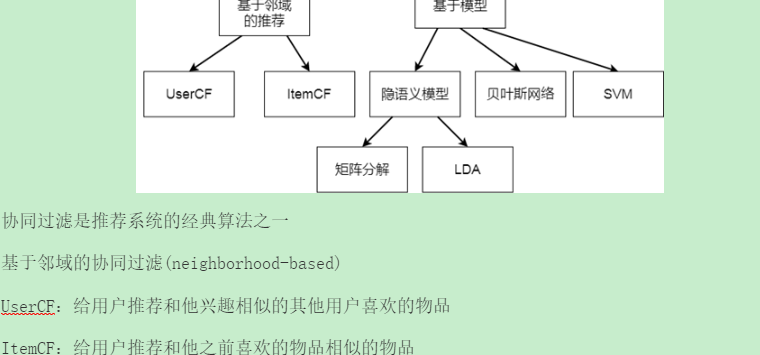 基于邻域
的推荐
基于模型
UserCF
ItemCF
隐语义模型
贝叶斯网络
SVM
矩阵分解
LDA
协同过滤是推荐系统的经典算法之一
基于邻域的协同过滤(neighborhood-based)
UserCF：给用户推荐和他兴趣相似的其他用户喜欢的物品
ItemCF：给用户推荐和他之前喜欢的物品相似的物品